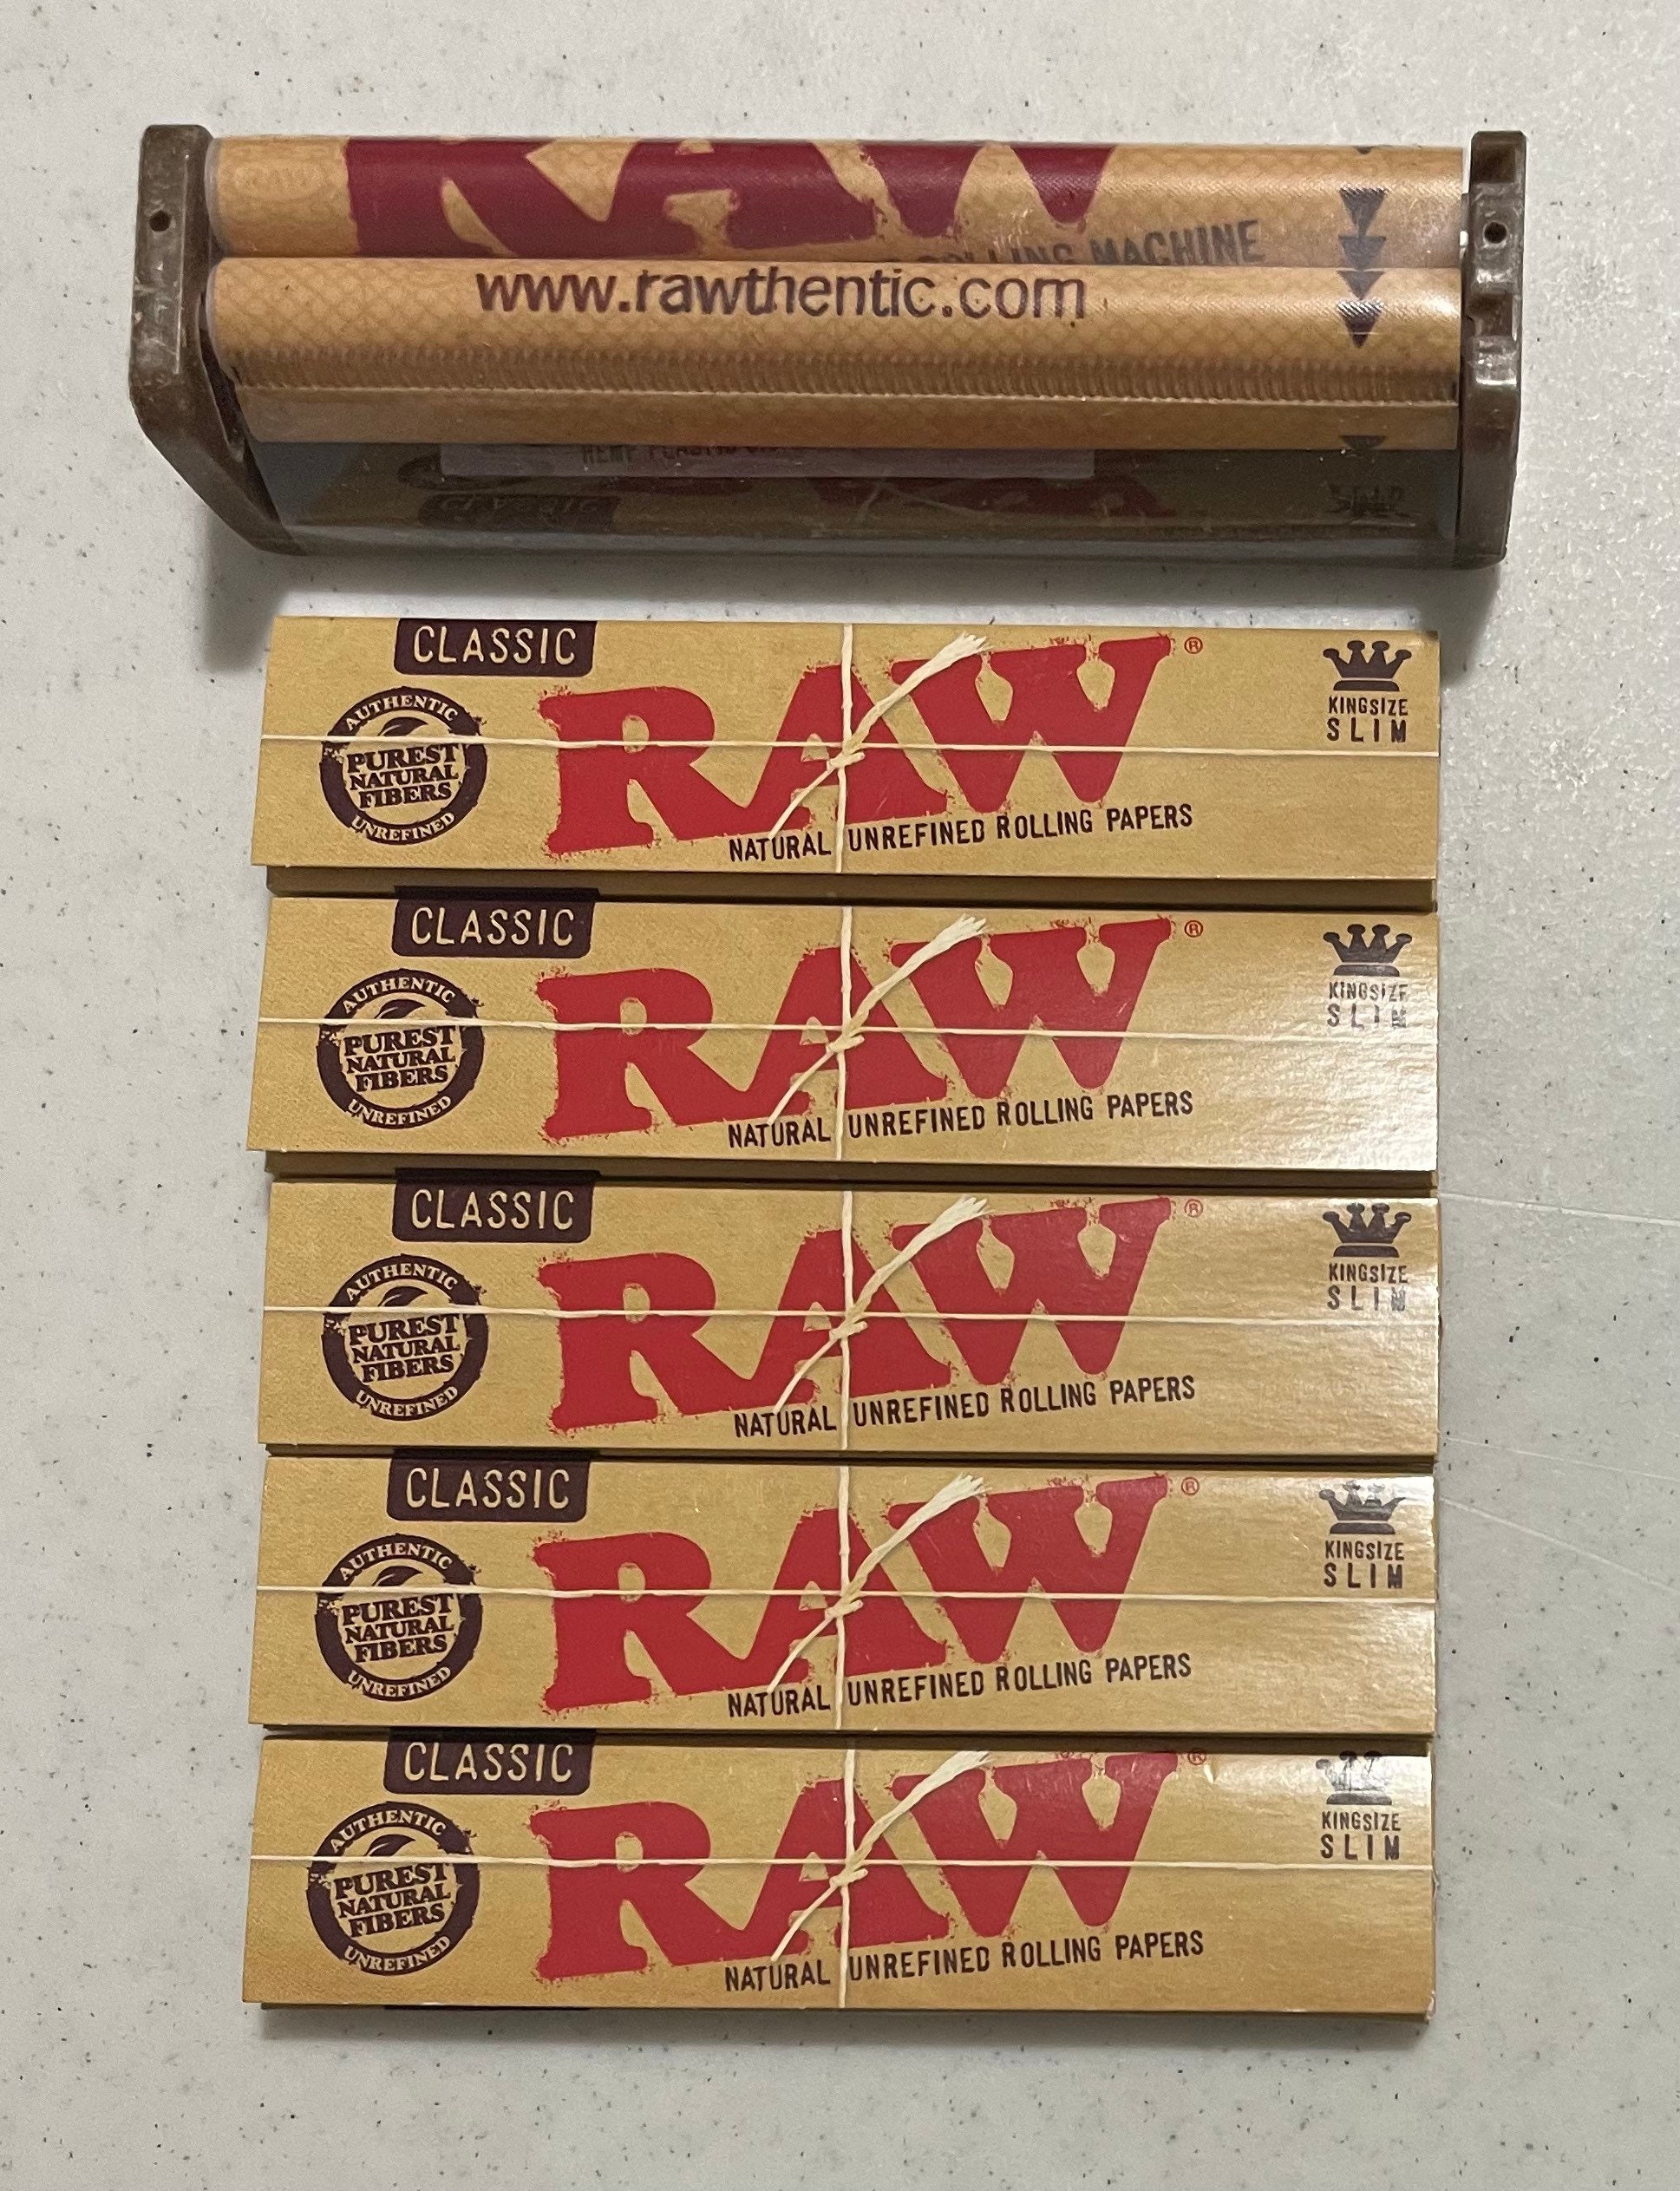 RAW
ROLLING MACHINE
www.rawthentic.com
HEMP PLASTIC
CLASSIC
CLASSIC
RAW®
KINGSIZE
SLIM
AUTHENTIC
PUREST
NATURAL
FIBERS
UNREFINED
NATURAL UNREFINED ROLLING PAPERS
CLASSIC
RAW®
KINGSIZE
SLIM
AUTHENTIC
PUREST
NATURAL
FIBERS
UNREFINED
NATURAL UNREFINED ROLLING PAPERS
CLASSIC
RAW®
KINGSIZE
SLIM
AUTHENTIC
PUREST
NATURAL
FIBERS
UNREFINED
NATURAL UNREFINED ROLLING PAPERS
CLASSIC
RAW®
KINGSIZE
SLIM
AUTHENTIC
PUREST
NATURAL
FIBERS
UNREFINED
NATURAL UNREFINED ROLLING PAPERS
CLASSIC
RAW®
KINGSIZE
SLIM
AUTHENTIC
PUREST
NATURAL
FIBERS
UNREFINED
NATURAL UNREFINED ROLLING PAPERS